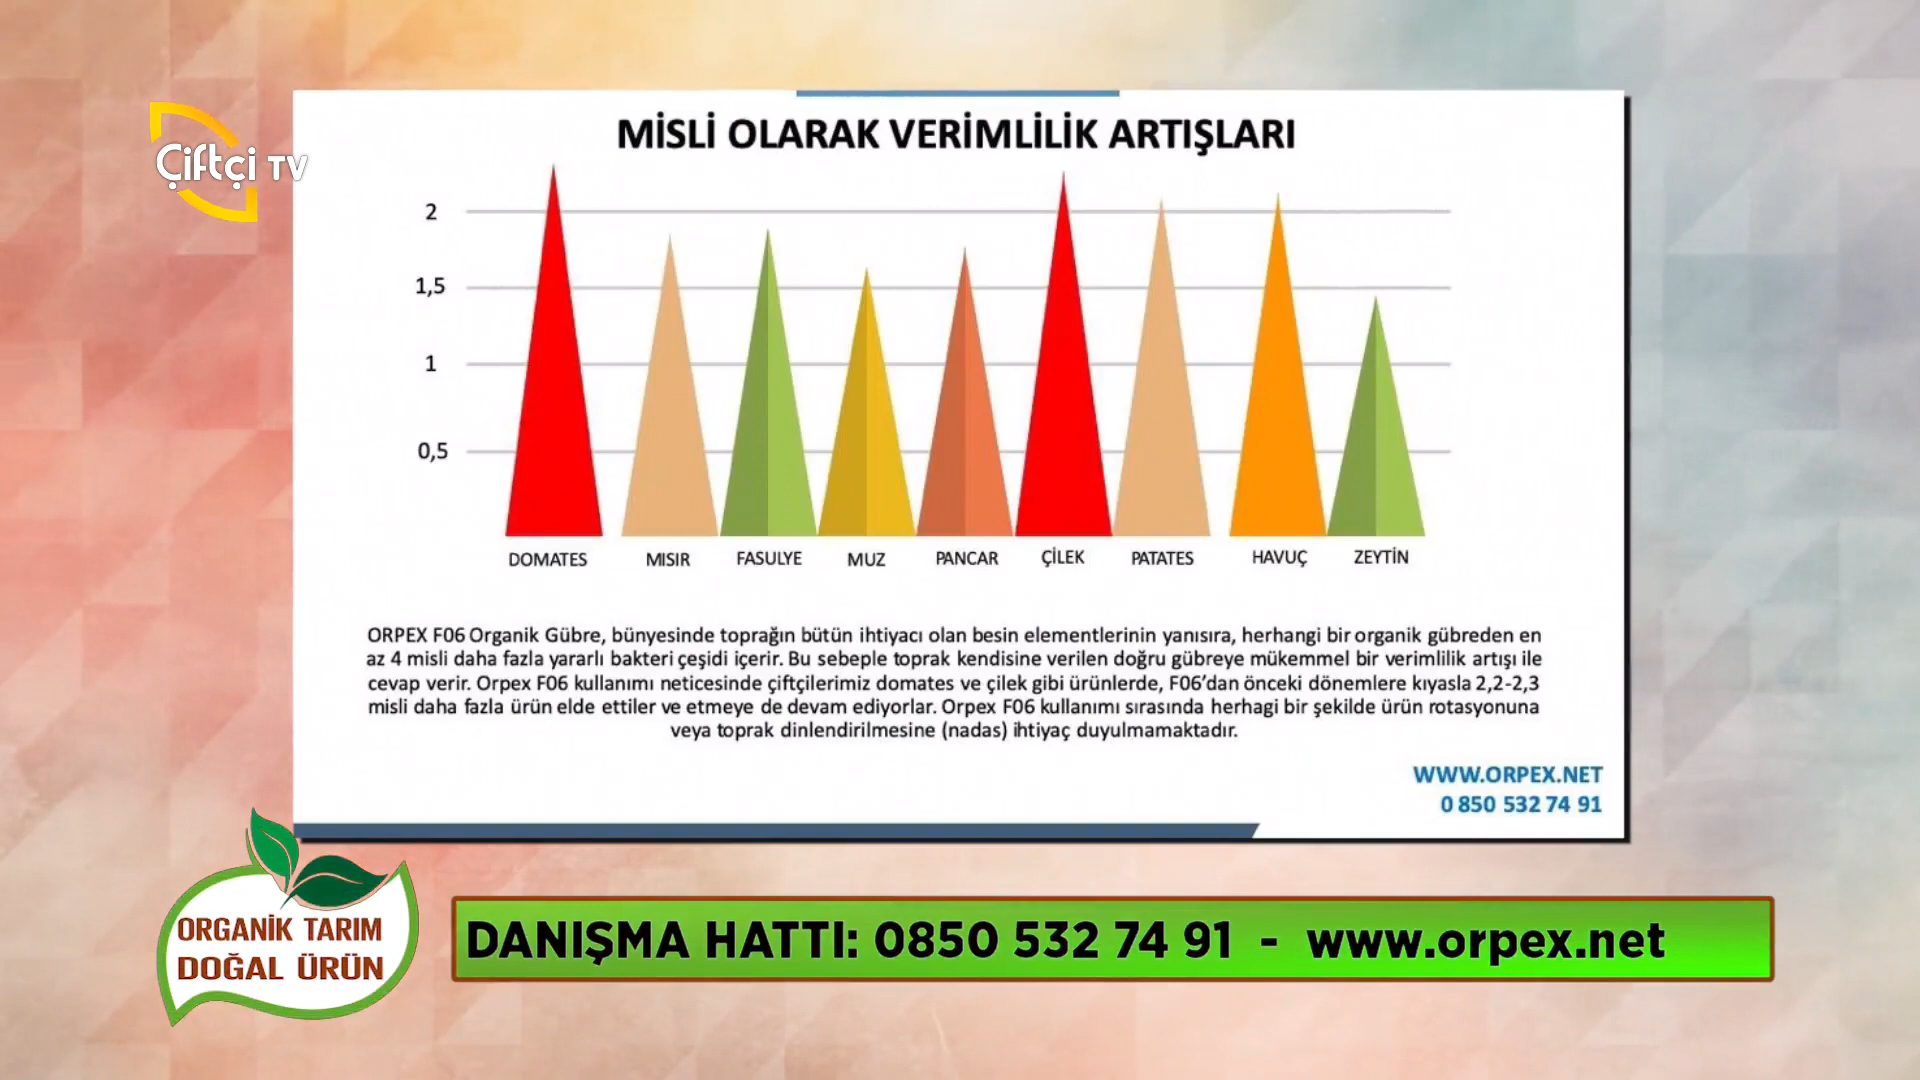 Çiftçi TV
MİSLİ OLARAK VERİMLİLİK ARTIŞLARI
2
1,5
1
0,5
DOMATES MISIR FASULYE MUZ PANCAR ÇİLEK PATATES HAVUÇ ZEYTİN
ORPEX F06 Organik Gübre, bünyesinde toprağın bütün ihtiyacı olan besin elementlerinin yanısıra, herhangi bir organik gübreden en
az 4 misli daha fazla yararlı bakteri çeşidi içerir. Bu sebeple toprak kendisine verilen doğru gübreye mükemmel bir verimlilik artışı ile
cevap verir. Orpex F06 kullanımı neticesinde çiftçilerimiz domates ve çilek gibi ürünlerde, F06'dan önceki dönemlere kıyasla 2,2-2,3
misli daha fazla ürün elde ettiler ve etmeye de devam ediyorlar. Orpex F06 kullanımı sırasında herhagi bir şekilde ürün rotasyonuna
veya toprak dinlendirilmesine (nadas) ihtiyaç duyulmamaktadır.
WWW.ORPEX.NET
0 850 532 74 91
ORGANİK TARIM
DOĞAL ÜRÜN
DANIŞMA HATTI: 0850 532 74 91 - www.orpex.net